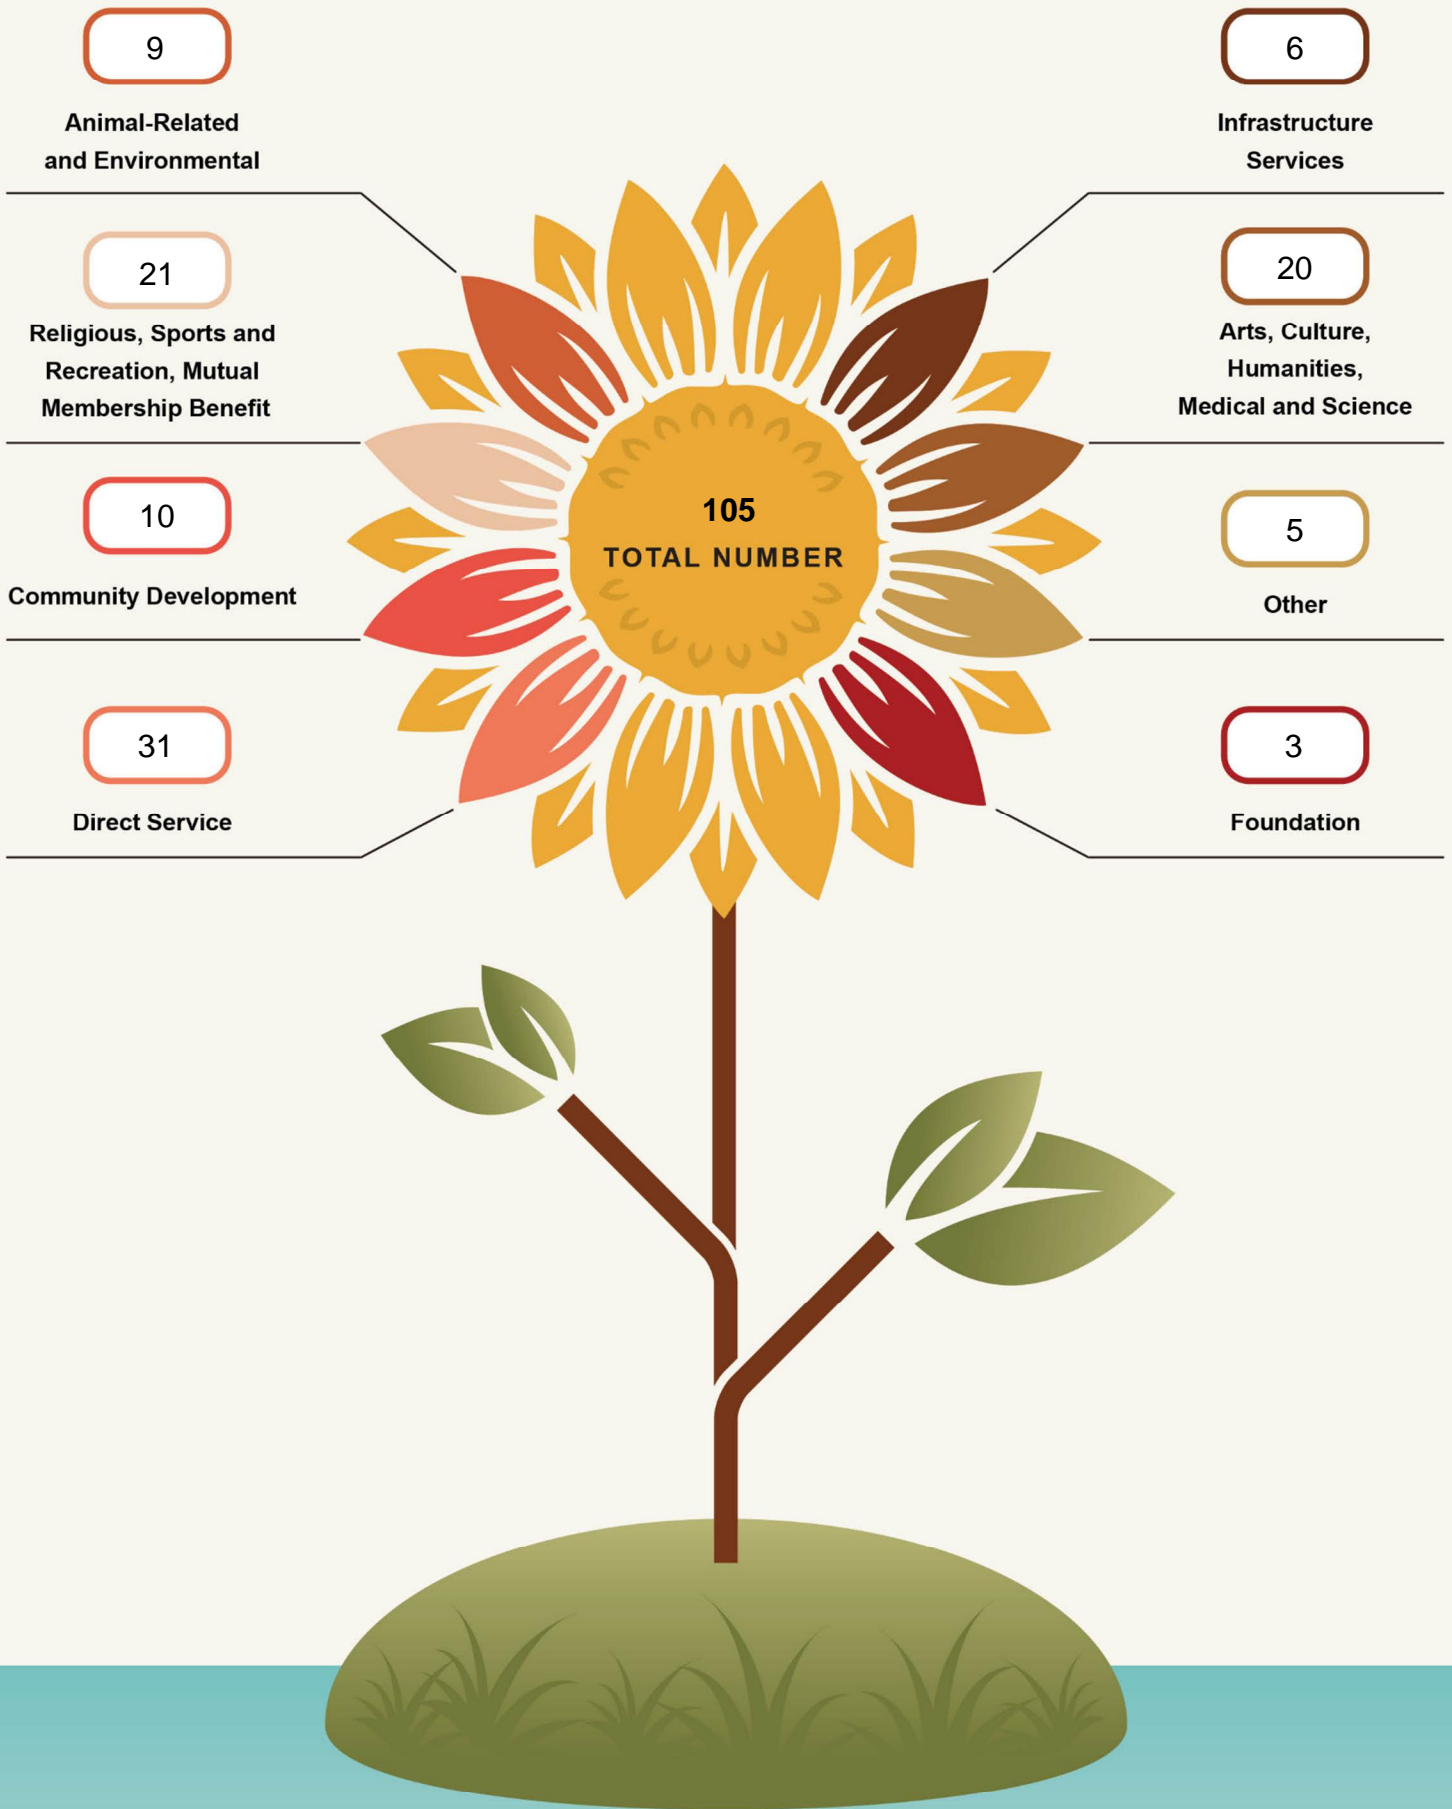 9
Animal-Related
and Environmental
21
Religious, Sports and
Recreation, Mutual
Membership Benefit
10
Community Development
31
Direct Service
105
TOTAL NUMBER
6
Infrastructure
Services
20
Arts, Culture,
Humanities,
Medical and Science
5
Other
3
Foundation